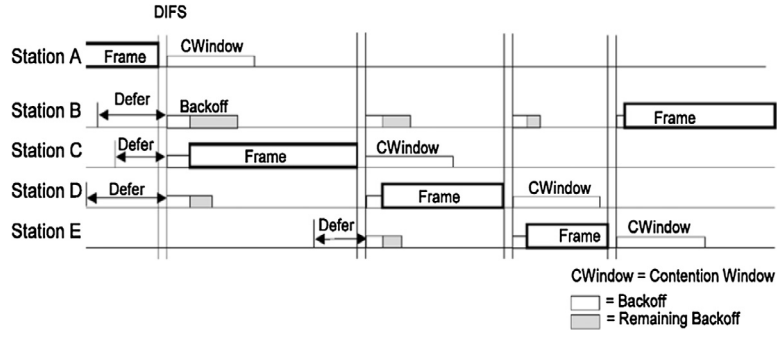 DIFS
Station A
Frame
CWindow
Station B
Defer
Backoff
Frame
Station C
Defer
Frame
CWindow
Station D
Defer
Frame
CWindow
Station E
Defer
Frame
CWindow
CWindow = Contention Window
= Backoff
= Remaining Backoff